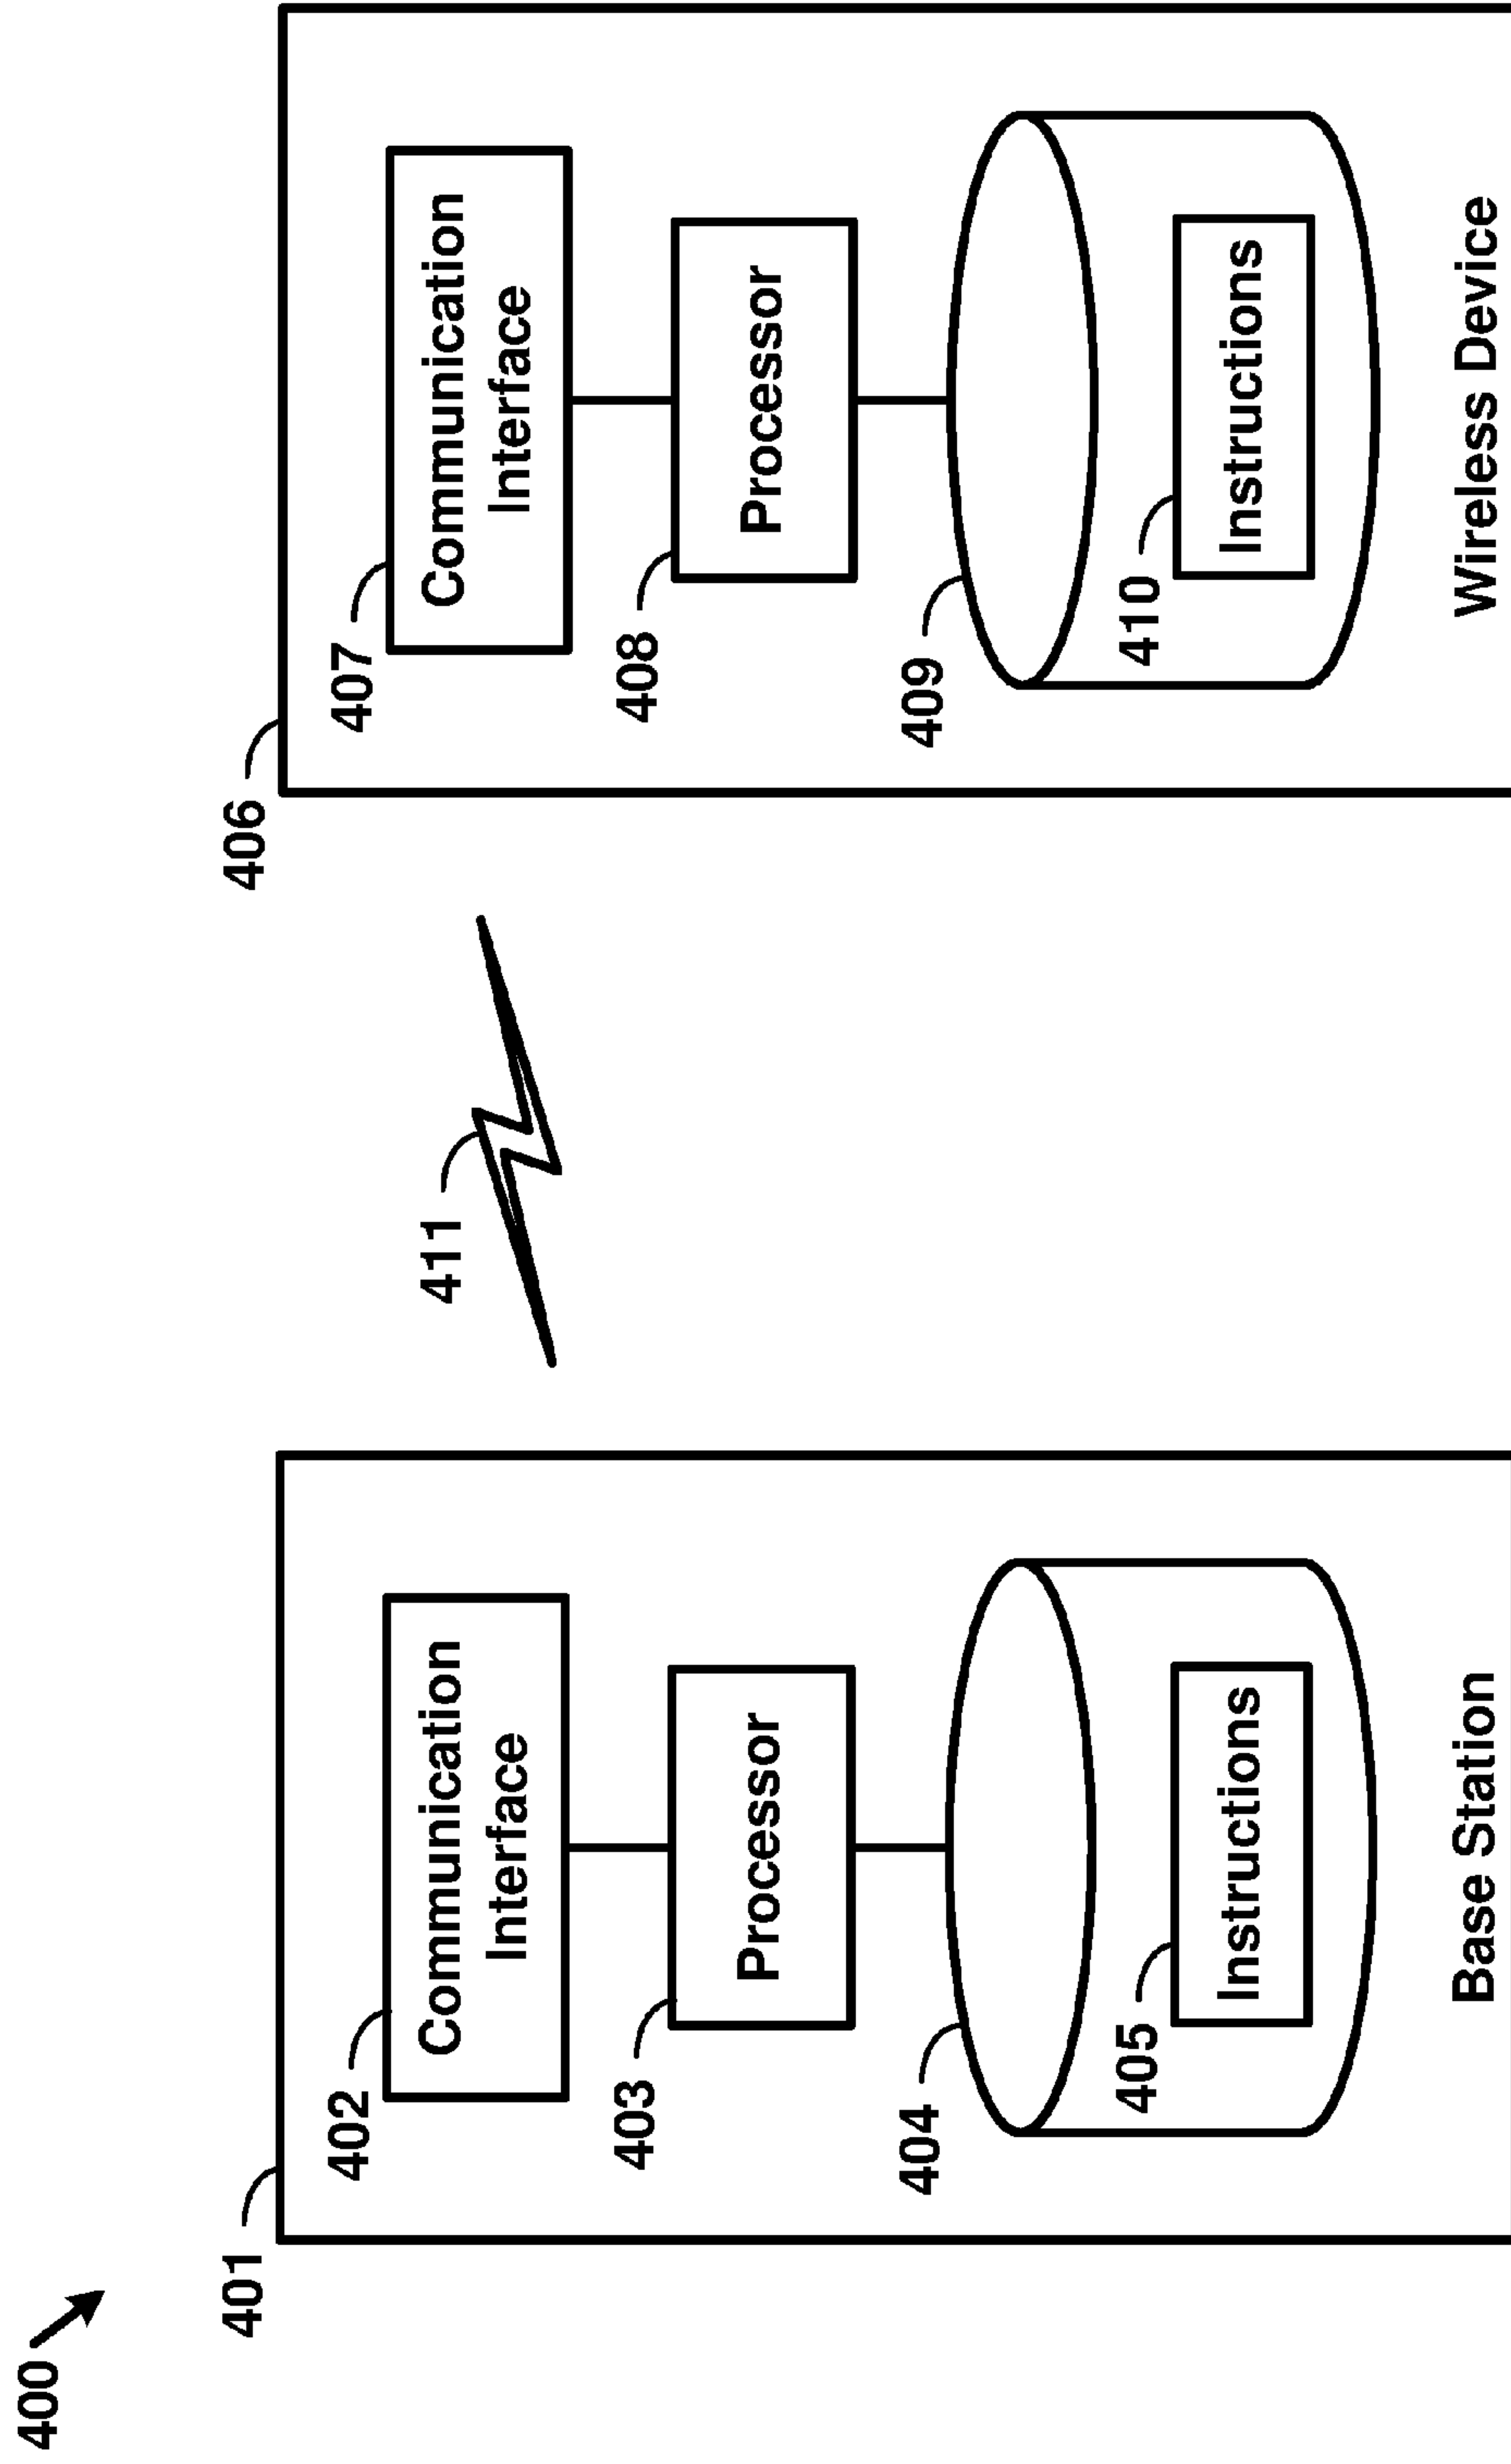 400
401
402
Communication
Interface
403
Processor
404
405
Instructions
Base Station
411
406
407
Communication
Interface
408
Processor
409
410
Instructions
Wireless Device